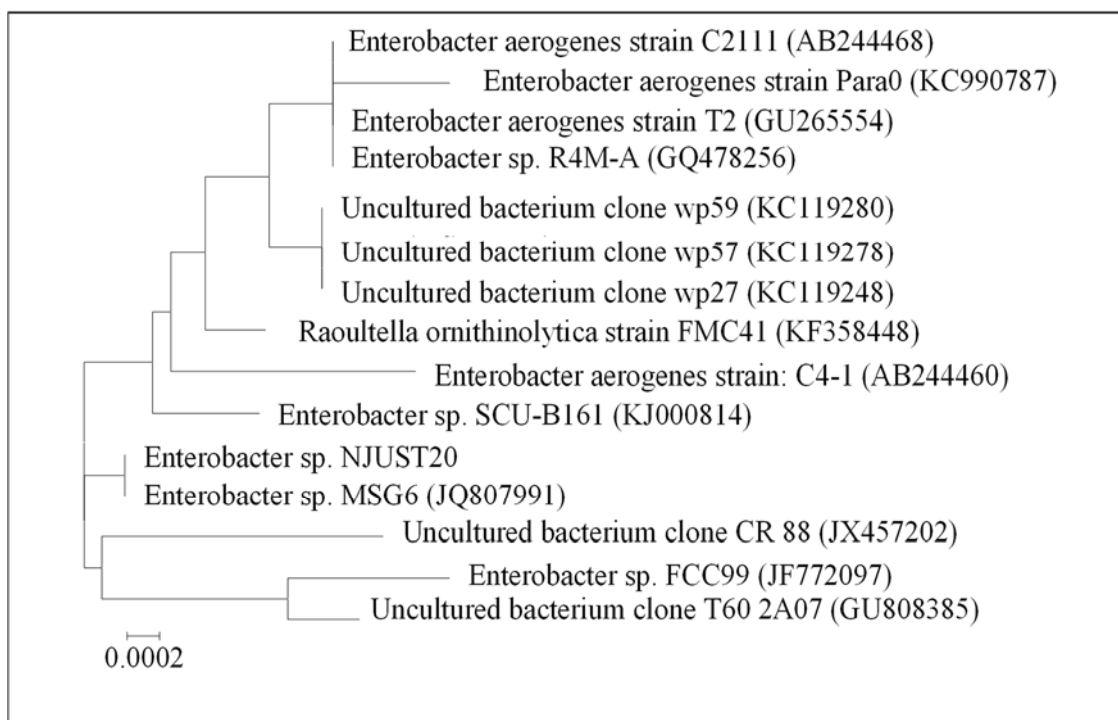 Enterobacter aerogenes strain C2111 (AB244468)
Enterobacter aerogenes strain Para0 (KC990787)
Enterobacter aerogenes strain T2 (GU265554)
Enterobacter sp. R4M-A (GQ478256)
Uncultured bacterium clone wp59 (KC119280)
Uncultured bacterium clone wp57 (KC119278)
Uncultured bacterium clone wp27 (KC119248)
Raoultella ornithinolytica strain FMC41 (KF358448)
Enterobacter aerogenes strain: C4-1 (AB244460)
Enterobacter sp. SCU-B161 (KJ000814)
Enterobacter sp. NJUST20
Enterobacter sp. MSG6 (JQ807991)
Uncultured bacterium clone CR 88 (JX457202)
Enterobacter sp. FCC99 (JF772097)
Uncultured bacterium clone T60 2A07 (GU808385)
0.0002